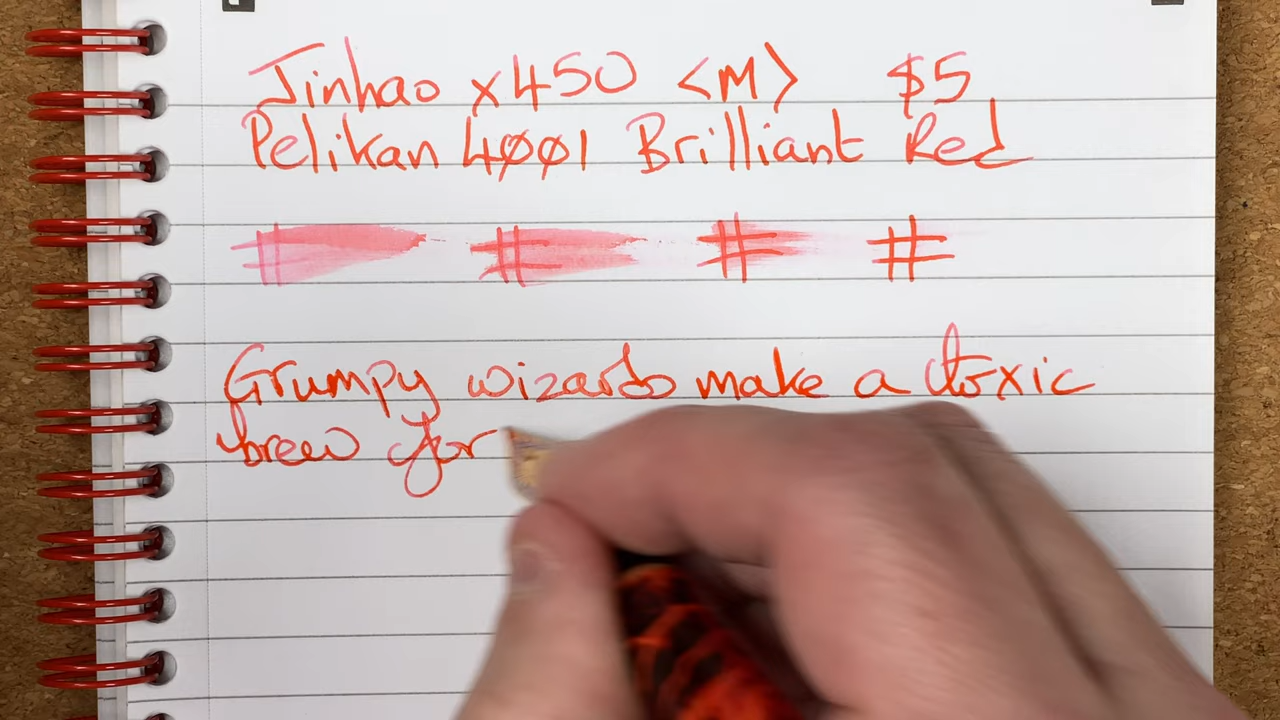 Jinhao x450 <M> $5
Pelikan 4001 Brilliant Red
# # # #
Grumpy wizards make a toxic
brew for